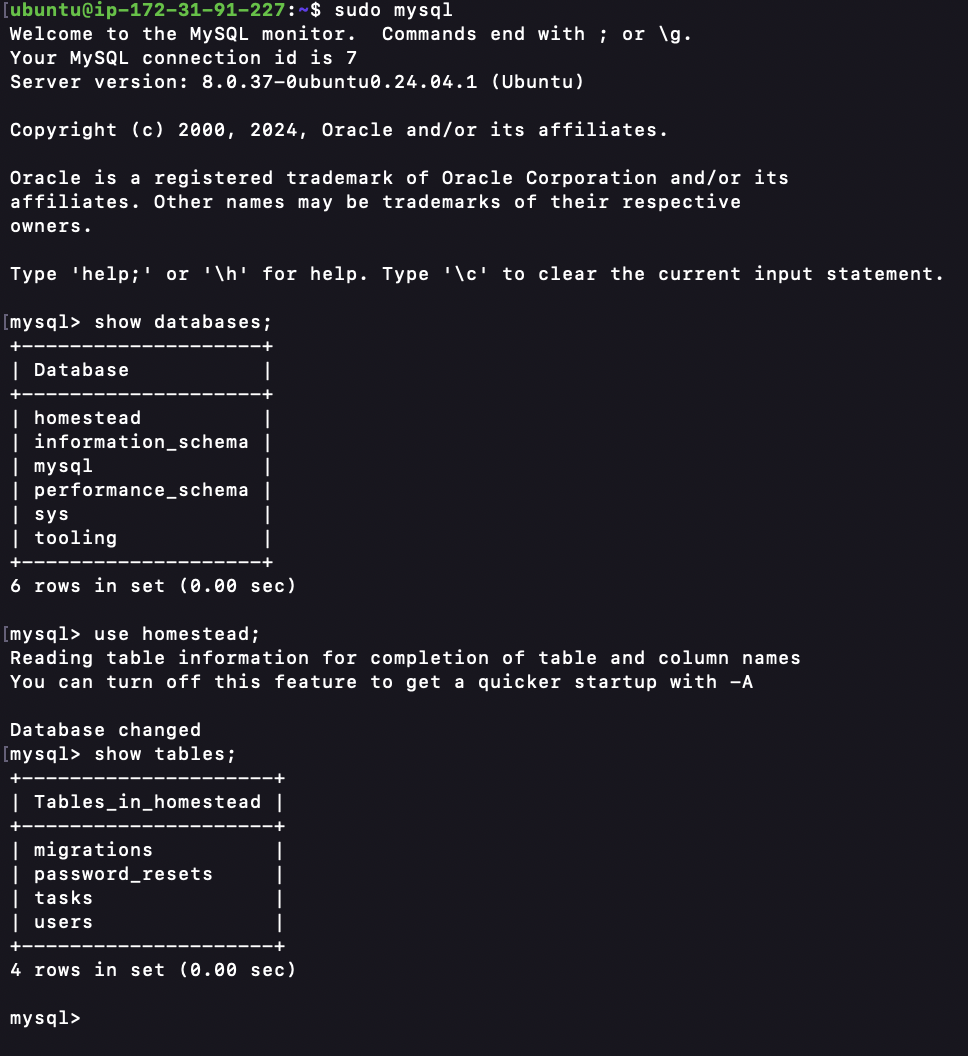 [ubuntu@ip-172-31-91-227:~$ sudo mysql
Welcome to the MySQL monitor.  Commands end with ; or \g.
Your MySQL connection id is 7
Server version: 8.0.37-0ubuntu0.24.04.1 (Ubuntu)

Copyright (c) 2000, 2024, Oracle and/or its affiliates.

Oracle is a registered trademark of Oracle Corporation and/or its
affiliates. Other names may be trademarks of their respective
owners.

Type 'help;' or '\h' for help. Type '\c' to clear the current input statement.

[mysql> show databases;
+--------------------+
| Database           |
+--------------------+
| homestead          |
| information_schema |
| mysql              |
| performance_schema |
| sys                |
| tooling            |
+--------------------+
6 rows in set (0.00 sec)

[mysql> use homestead;
Reading table information for completion of table and column names
You can turn off this feature to get a quicker startup with -A

Database changed
[mysql> show tables;
+---------------------+
| Tables_in_homestead |
+---------------------+
| migrations          |
| password_resets     |
| tasks               |
| users               |
+---------------------+
4 rows in set (0.00 sec)

mysql>